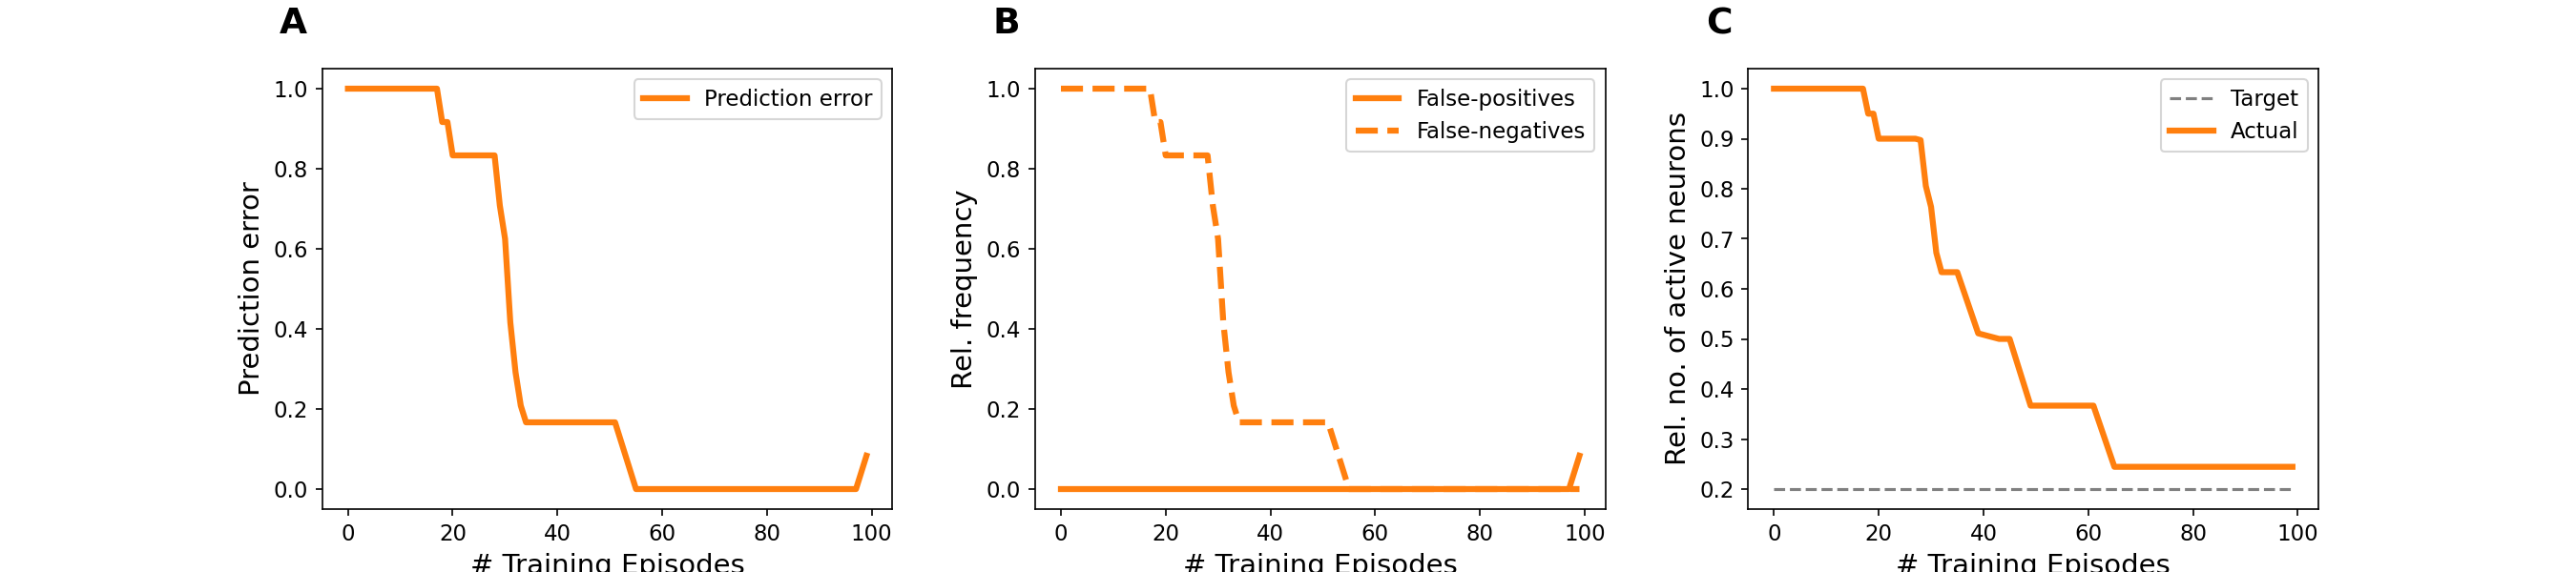 A
B
C
Prediction error
1.0
0.8
0.6
0.4
0.2
0.0
Prediction error
0
20
40
60
80
100
# Training Episodes
False-positives
False-negatives
1.0
0.8
0.6
0.4
0.2
0.0
Rel. frequency
0
20
40
60
80
100
# Training Episodes
Target
Actual
1.0
0.9
0.8
0.7
0.6
0.5
0.4
0.3
0.2
Rel. no. of active neurons
0
20
40
60
80
100
# Training Episodes